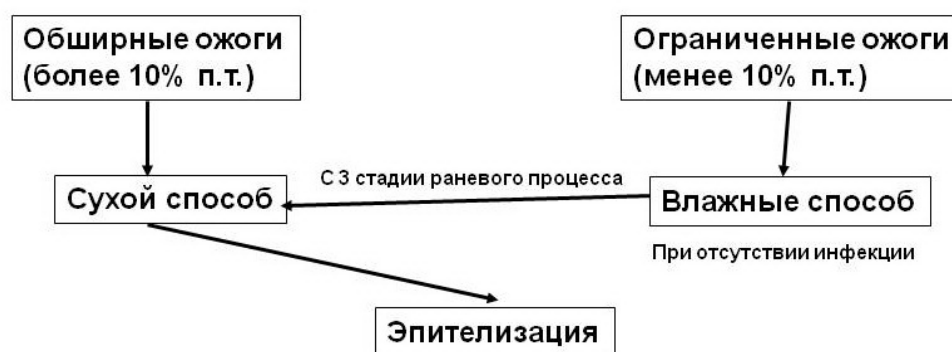 Обширные ожоги
(более 10% п.т.)
Ограниченные ожоги
(менее 10% п.т.)
С 3 стадии раневого процесса
Сухой способ
Влажные способ
При отсутствии инфекции
Эпителизация